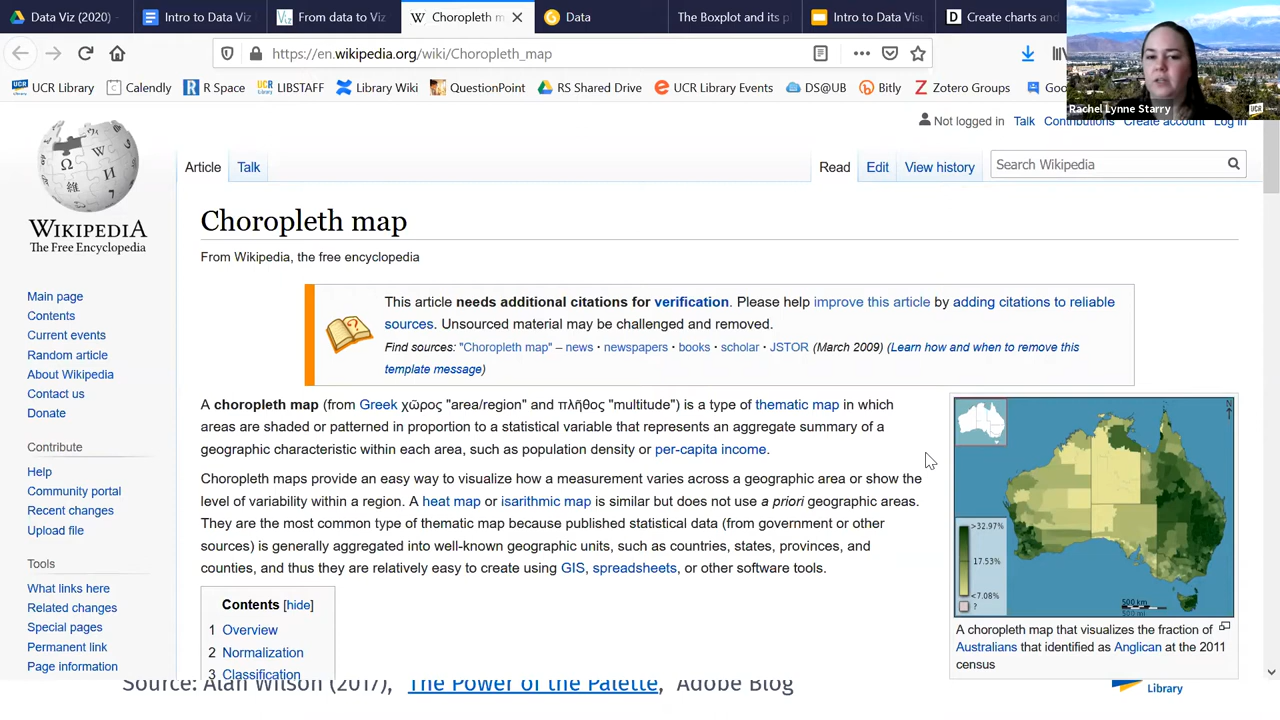 Data Viz (2020)
Intro to Data Viz
From data to Viz
Choropleth m
Data
The Boxplot and its p
Intro to Data Visu
Create charts and
https://en.wikipedia.org/wiki/Choropleth_map
UCR Library
Calendly
R Space
LIBSTAFF
Library Wiki
QuestionPoint
RS Shared Drive
UCR Library Events
DS@UB
Bitly
Zotero Groups
Rachel Lynne Starry
UCR
Not logged in Talk Contributions Create account Log in
WIKIPEDIA
The Free Encyclopedia
Article Talk
Read Edit View history
Search Wikipedia
Choropleth map
From Wikipedia, the free encyclopedia
This article needs additional citations for verification. Please help improve this article by adding citations to reliable
sources. Unsourced material may be challenged and removed.
Find sources: "Choropleth map" – news · newspapers · books · scholar · JSTOR (March 2009) (Learn how and when to remove this
template message)
Main page
Contents
Current events
Random article
About Wikipedia
Contact us
Donate
Contribute
Help
Community portal
Recent changes
Upload file
Tools
What links here
Related changes
Special pages
Permanent link
Page information
A choropleth map (from Greek χῶρος "area/region" and πλῆθος "multitude") is a type of thematic map in which
areas are shaded or patterned in proportion to a statistical variable that represents an aggregate summary of a
geographic characteristic within each area, such as population density or per-capita income.
Choropleth maps provide an easy way to visualize how a measurement varies across a geographic area or show the
level of variability within a region. A heat map or isarithmic map is similar but does not use a priori geographic areas.
They are the most common type of thematic map because published statistical data (from government or other
sources) is generally aggregated into well-known geographic units, such as countries, states, provinces, and
counties, and thus they are relatively easy to create using GIS, spreadsheets, or other software tools.
Contents [hide]
1 Overview
2 Normalization
3 Classification
N
>32.97%
17.53%
<7.08%
?
500 km
500 mi
A choropleth map that visualizes the fraction of
Australians that identified as Anglican at the 2011
census
Source: Alan Wilson (2017), The Power of the Palette, Adobe Blog
Library